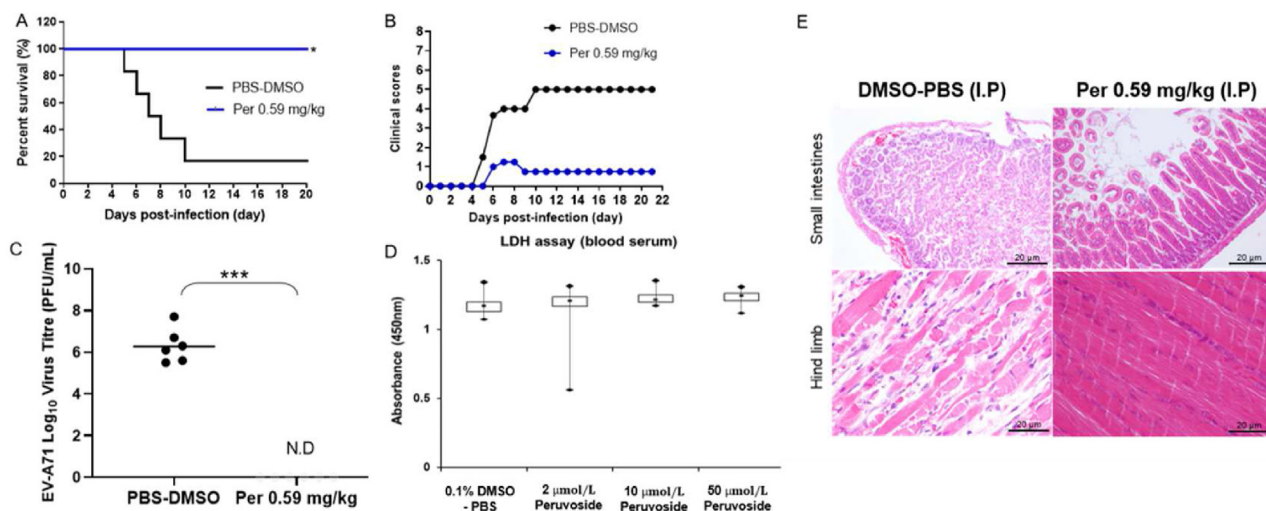 A
Percent survival (%)
120
100
80
60
40
20
0
*
PBS-DMSO
Per 0.59 mg/kg
0 2 4 6 8 10 12 14 16 18 20
Days post-infection (day)
B
PBS-DMSO
Per 0.59 mg/kg
Clinical scores
8
7
6
5
4
3
2
1
0
0 2 4 6 8 10 12 14 16 18 20 22
Days post-infection (day)
C
EV-A71 Log10 Virus Titre (PFU/mL)
10
8
6
4
2
0
***
N.D
PBS-DMSO Per 0.59 mg/kg
D
LDH assay (blood serum)
Absorbance (450nm)
1.5
1
0.5
0
0.1% DMSO
- PBS
2 μmol/L
Peruvoside
10 μmol/L
Peruvoside
50 μmol/L
Peruvoside
E
DMSO-PBS (I.P) Per 0.59 mg/kg (I.P)
Small intestines
20 μm
20 μm
Hind limb
20 μm
20 μm